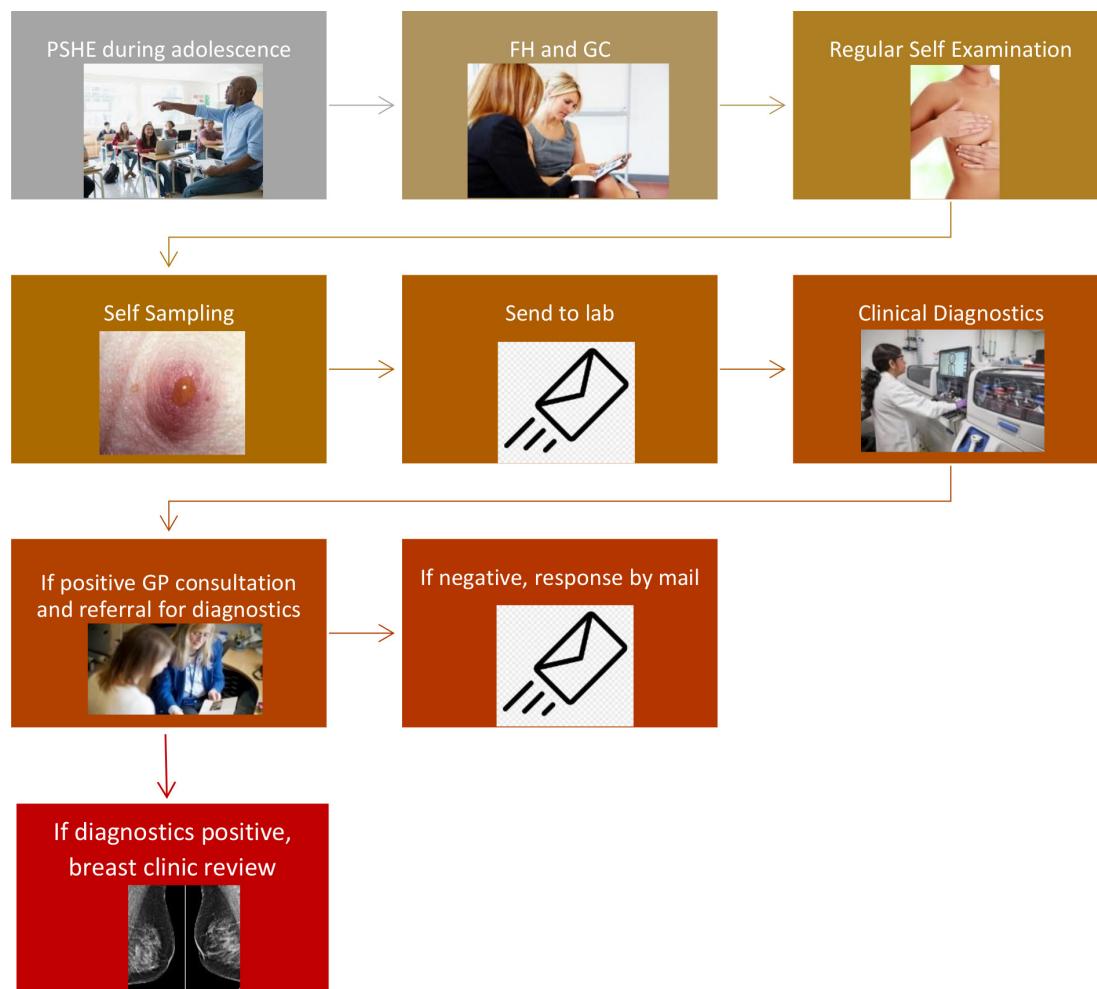 PSHE during adolescence
FH and GC
Regular Self Examination
Self Sampling
Send to lab
Clinical Diagnostics
If positive GP consultation
and referral for diagnostics
If negative, response by mail
If diagnostics positive,
breast clinic review